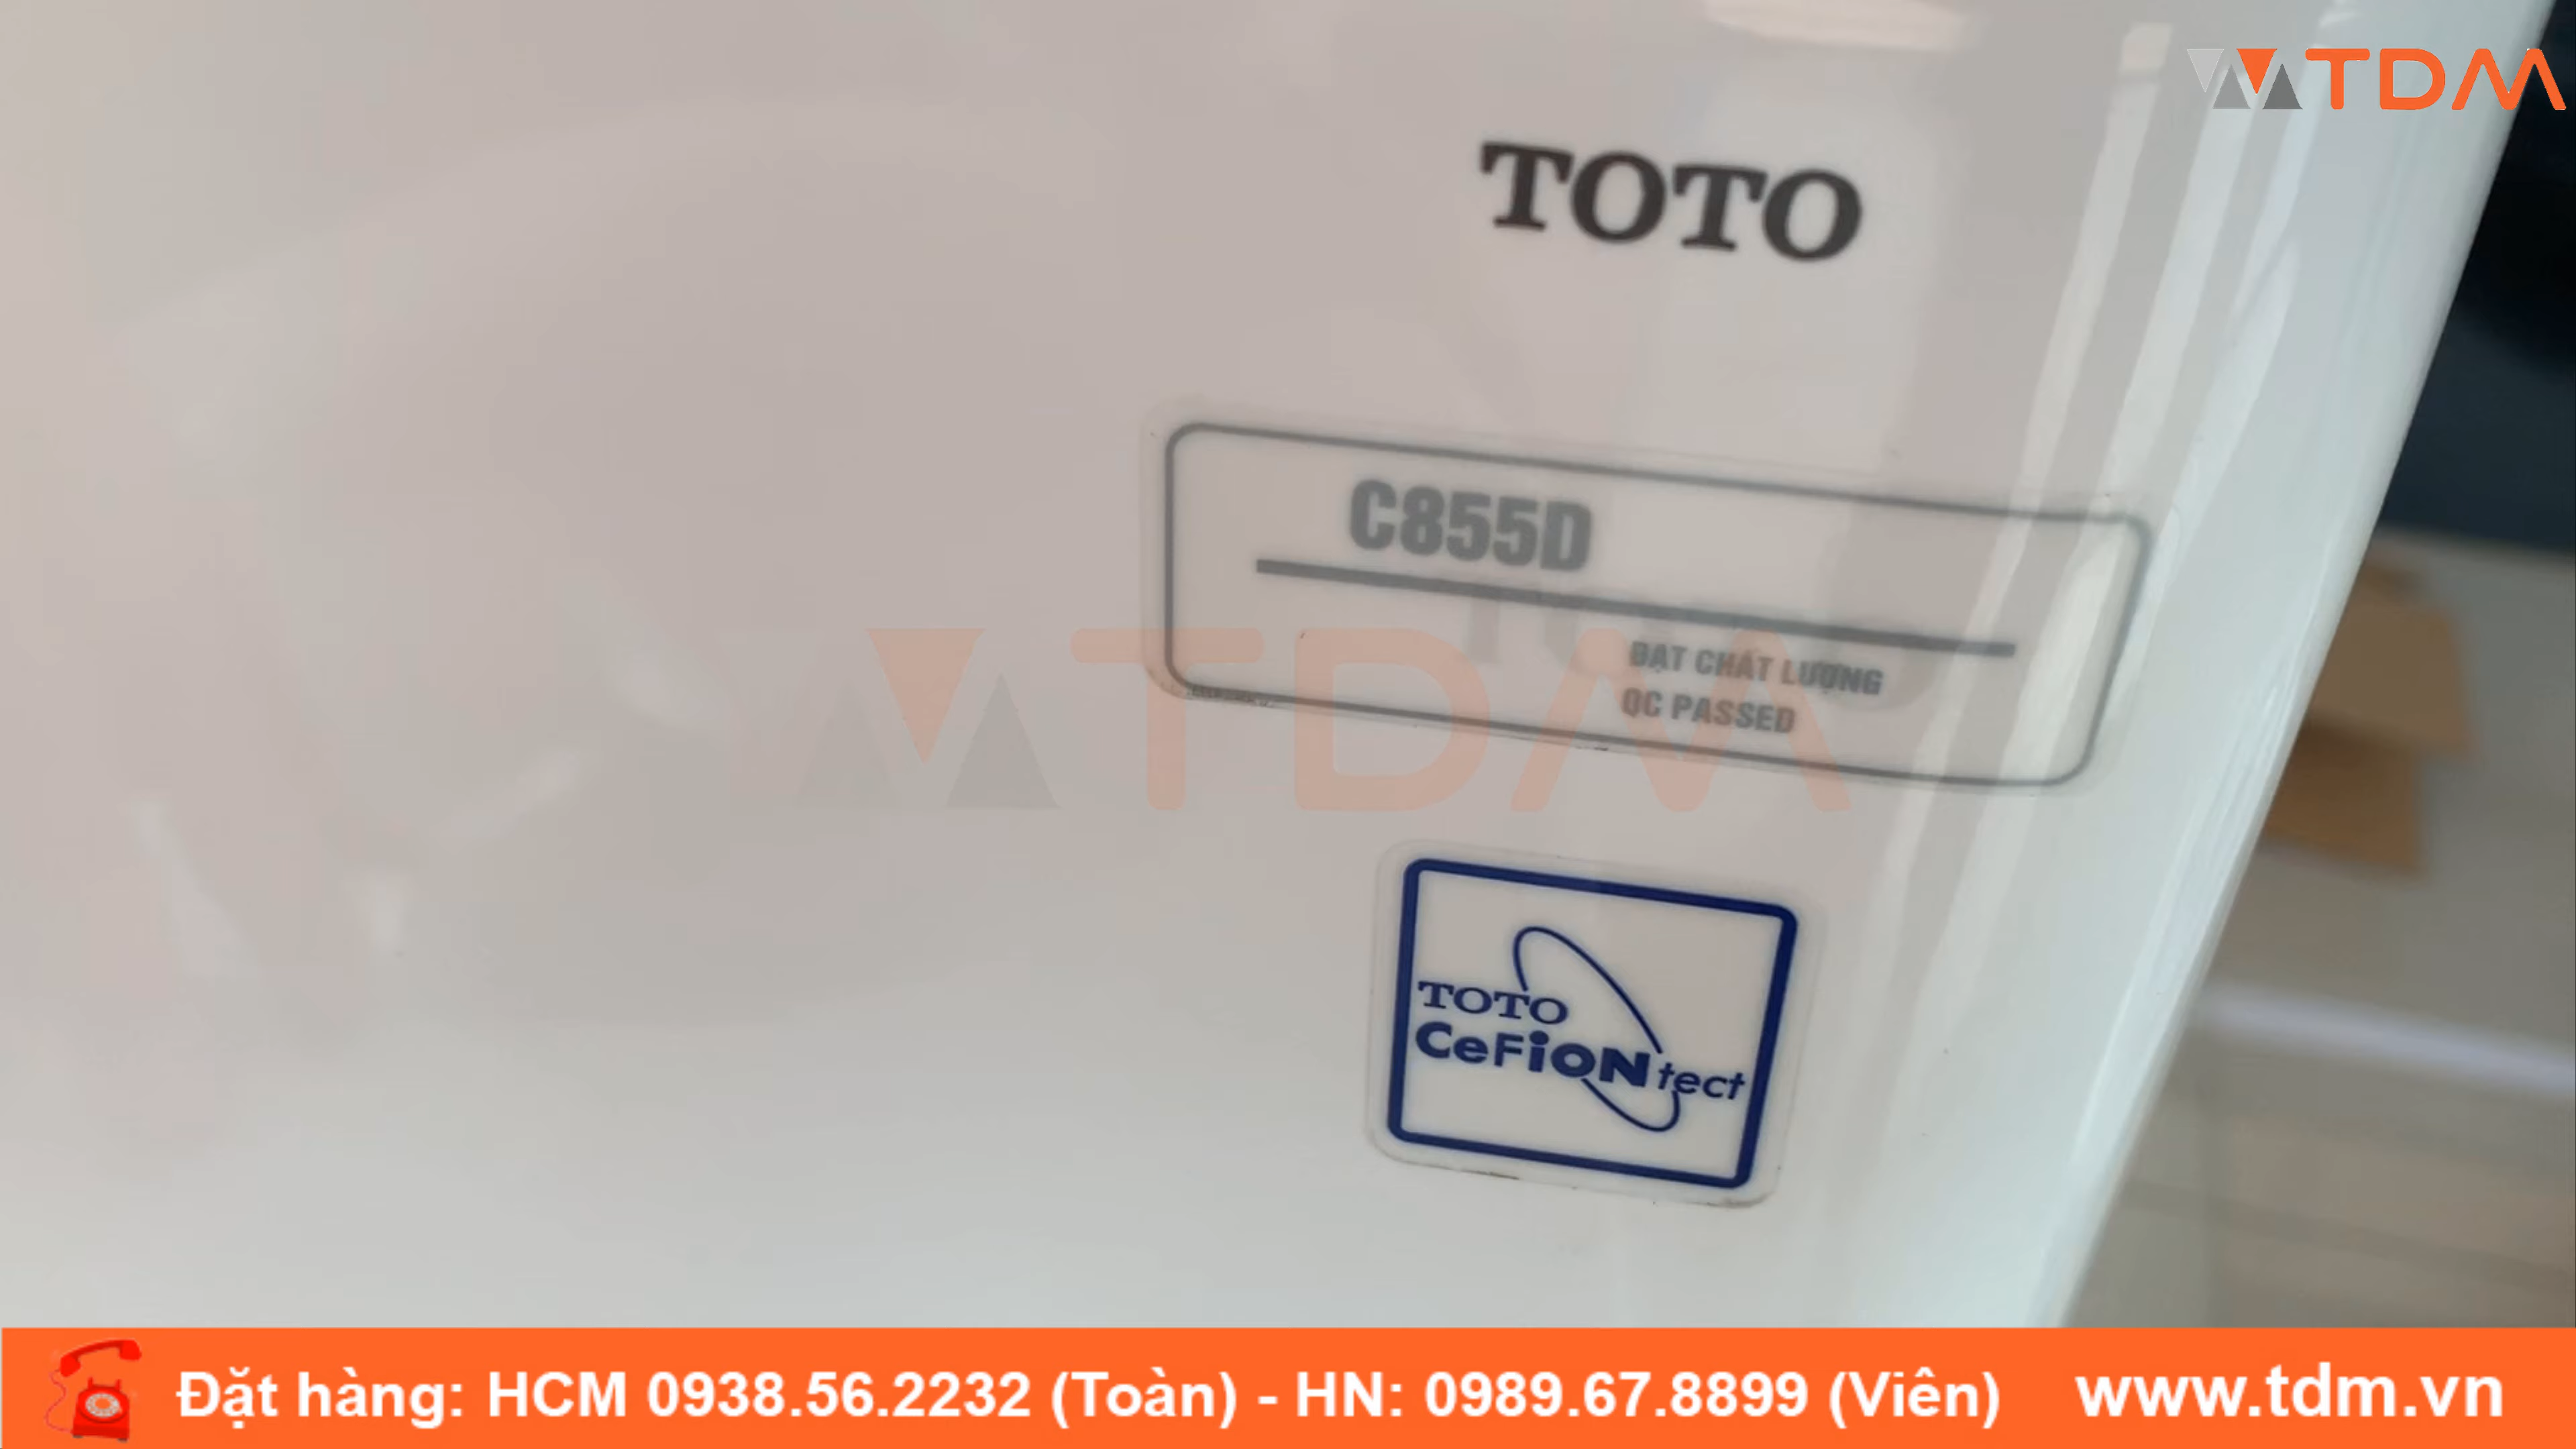 TDM
TOTO
C855D
ĐẠT CHẤT LƯỢNG
QC PASSED
TDM
TOTO
CeFiONtect
Đặt hàng: HCM 0938.56.2232 (Toàn) - HN: 0989.67.8899 (Viên) www.tdm.vn